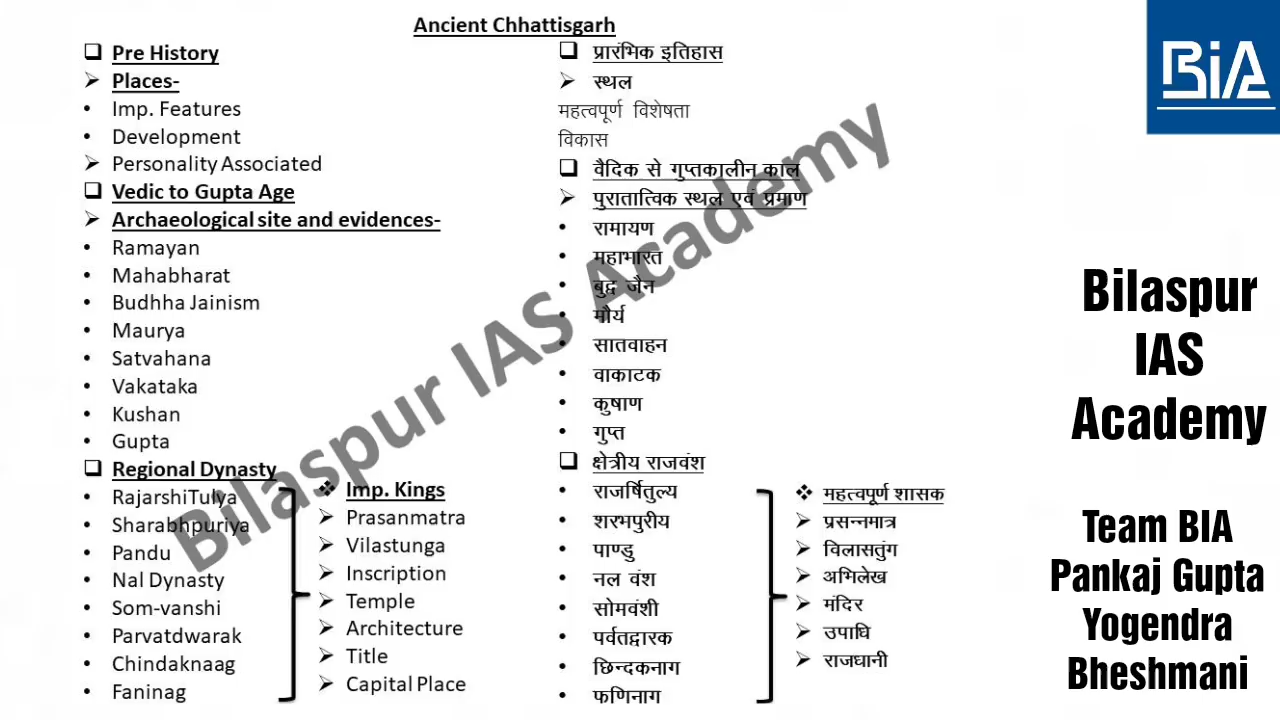 Ancient Chhattisgarh
❑ Pre History
➢ Places-
• Imp. Features
• Development
➢ Personality Associated
❑ Vedic to Gupta Age
➢ Archaeological site and evidences-
• Ramayan
• Mahabharat
• Budhha Jainism
• Maurya
• Satvahana
• Vakataka
• Kushan
• Gupta
❑ Regional Dynasty
• RajarshiTulya
• Sharabhpuriya
• Pandu
• Nal Dynasty
• Som-vanshi
• Parvatdwarak
• Chindaknaag
• Faninag
❖ Imp. Kings
➢ Prasanmatra
➢ Vilastunga
➢ Inscription
➢ Temple
➢ Architecture
➢ Title
➢ Capital Place
❑ प्रारंभिक इतिहास
➢ स्थल
महत्वपूर्ण विशेषता
विकास
❑ वैदिक से गुप्तकालीन काल
➢ पुरातात्विक स्थल एवं प्रमाण
• रामायण
• महाभारत
• बुद्व जैन
• मौर्य
• सातवाहन
• वाकाटक
• कुषाण
• गुप्त
❑ क्षेत्रीय राजवंश
• राजर्षितुल्य
• शरभपुरीय
• पाण्डु
• नल वंश
• सोमवंशी
• पर्वतद्वारक
• छिन्दकनाग
• फणिनाग
❖ महत्वपूर्ण शासक
➢ प्रसन्नमात्र
➢ विलासतुंग
➢ अभिलेख
➢ मंदिर
➢ उपाधि
➢ राजधानी
Bilaspur IAS Academy
BiA
Bilaspur
IAS
Academy
Team BIA
Pankaj Gupta
Yogendra
Bheshmani